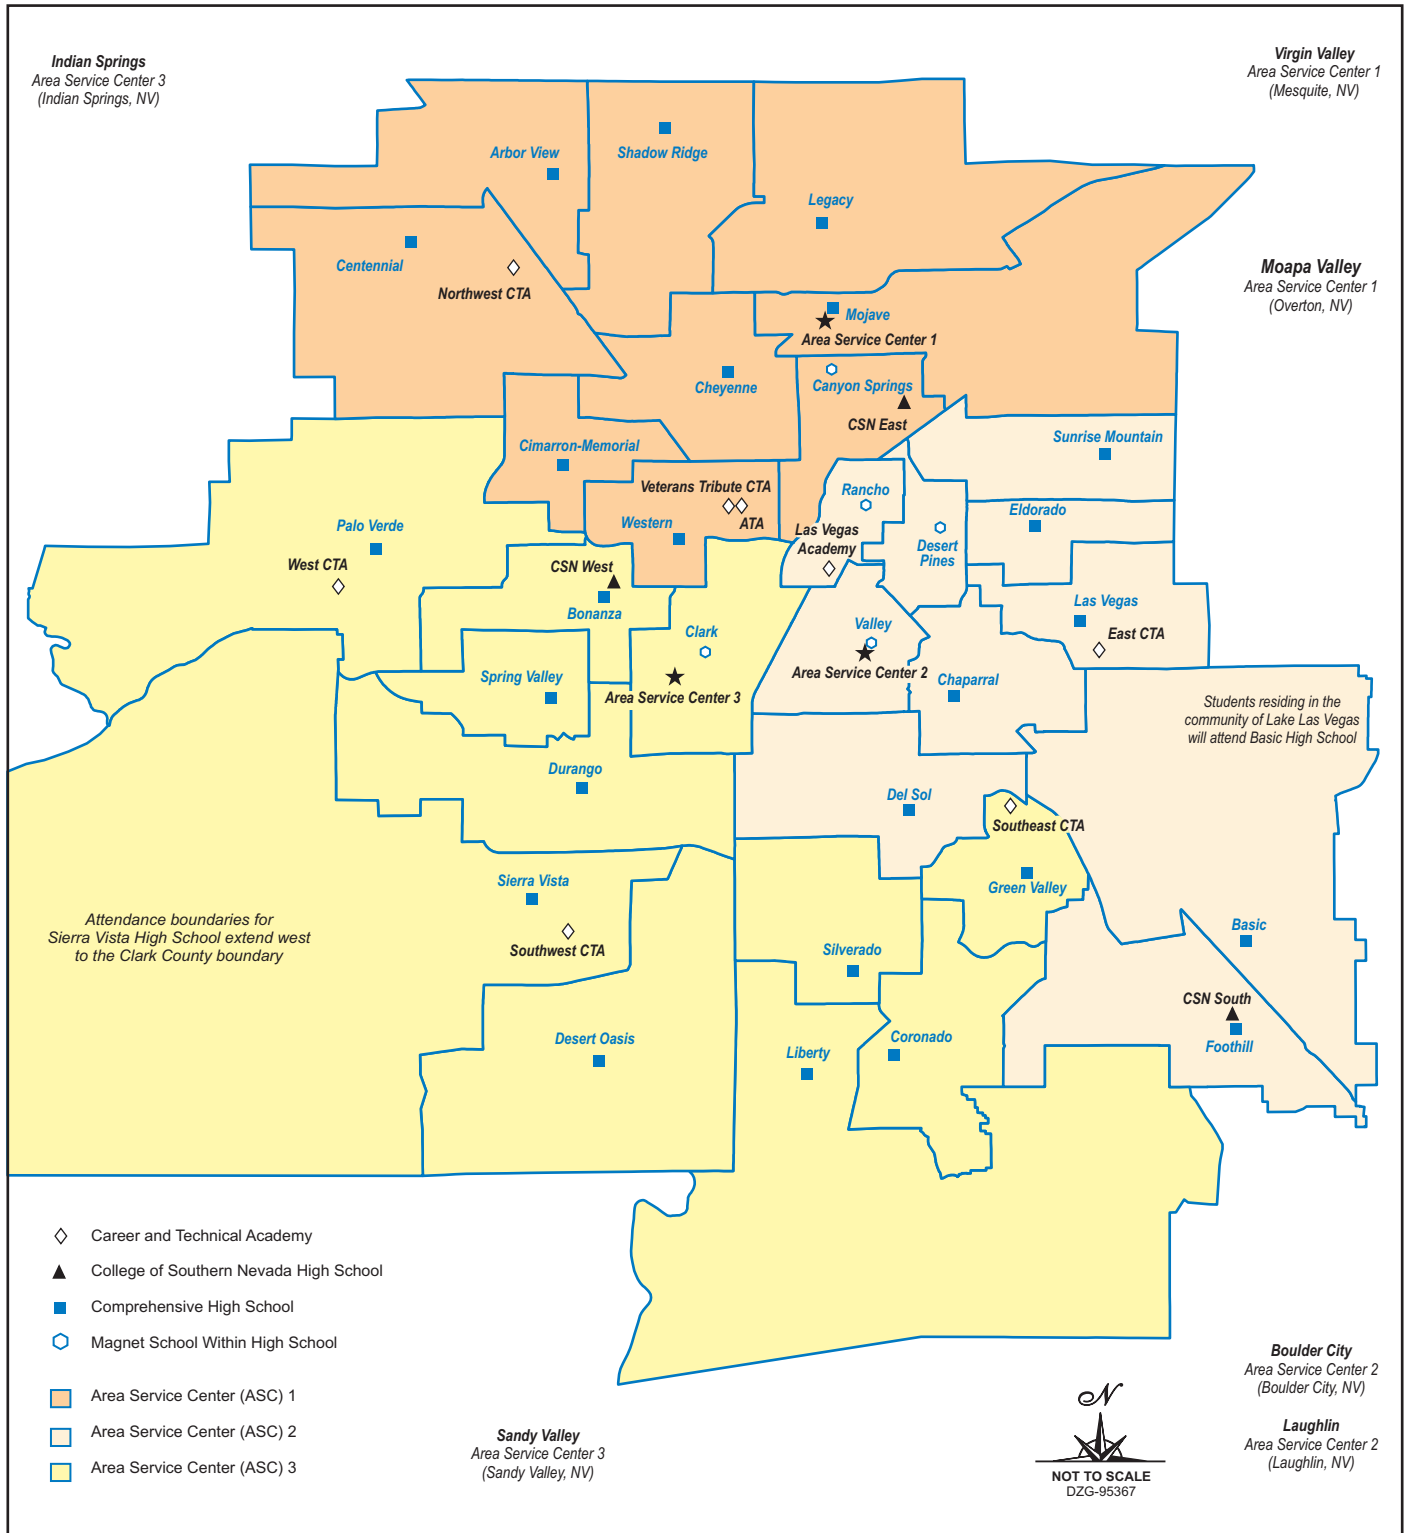 Indian Springs
Area Service Center 3
(Indian Springs, NV)
Virgin Valley
Area Service Center 1
(Mesquite, NV)
Arbor View
Shadow Ridge
Legacy
Centennial
Northwest CTA
Moapa Valley
Area Service Center 1
(Overton, NV)
Mojave
Area Service Center 1
Cheyenne
Canyon Springs
CSN East
Cimarron-Memorial
Sunrise Mountain
Veterans Tribute CTA
ATA
Western
Rancho
Las Vegas
Academy
Desert
Pines
Eldorado
Palo Verde
West CTA
CSN West
Bonanza
Clark
Valley
Las Vegas
East CTA
Spring Valley
Area Service Center 3
Area Service Center 2
Chaparral
Students residing in the
community of Lake Las Vegas
will attend Basic High School
Durango
Del Sol
Southeast CTA
Sierra Vista
Green Valley
Attendance boundaries for
Sierra Vista High School extend west
to the Clark County boundary
Southwest CTA
Silverado
Basic
CSN South
Foothill
Desert Oasis
Liberty
Coronado
Career and Technical Academy
College of Southern Nevada High School
Comprehensive High School
Magnet School Within High School
Area Service Center (ASC) 1
Area Service Center (ASC) 2
Area Service Center (ASC) 3
Sandy Valley
Area Service Center 3
(Sandy Valley, NV)
N
NOT TO SCALE
DZG-95367
Boulder City
Area Service Center 2
(Boulder City, NV)
Laughlin
Area Service Center 2
(Laughlin, NV)